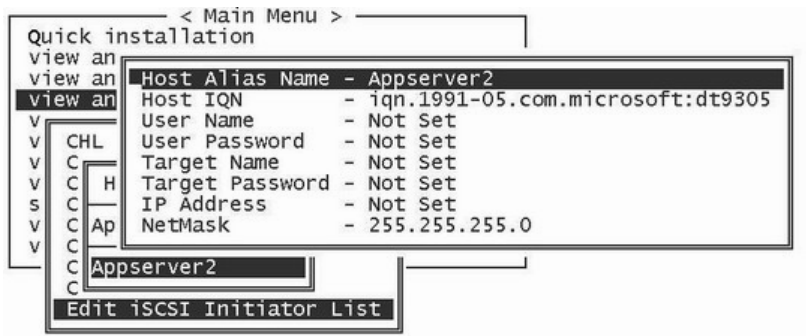 < Main Menu >
Quick installation
view an
view an
view an
v
v
v
v
s
v
v
Host Alias Name - Appserver2
Host IQN - iqn.1991-05.com.microsoft:dt9305
User Name - Not Set
User Password - Not Set
Target Name - Not Set
Target Password - Not Set
IP Address - Not Set
NetMask - 255.255.255.0
CHL
C
C
C
C
C
C
C
H
Ap
Appserver2
Edit iSCSI Initiator List